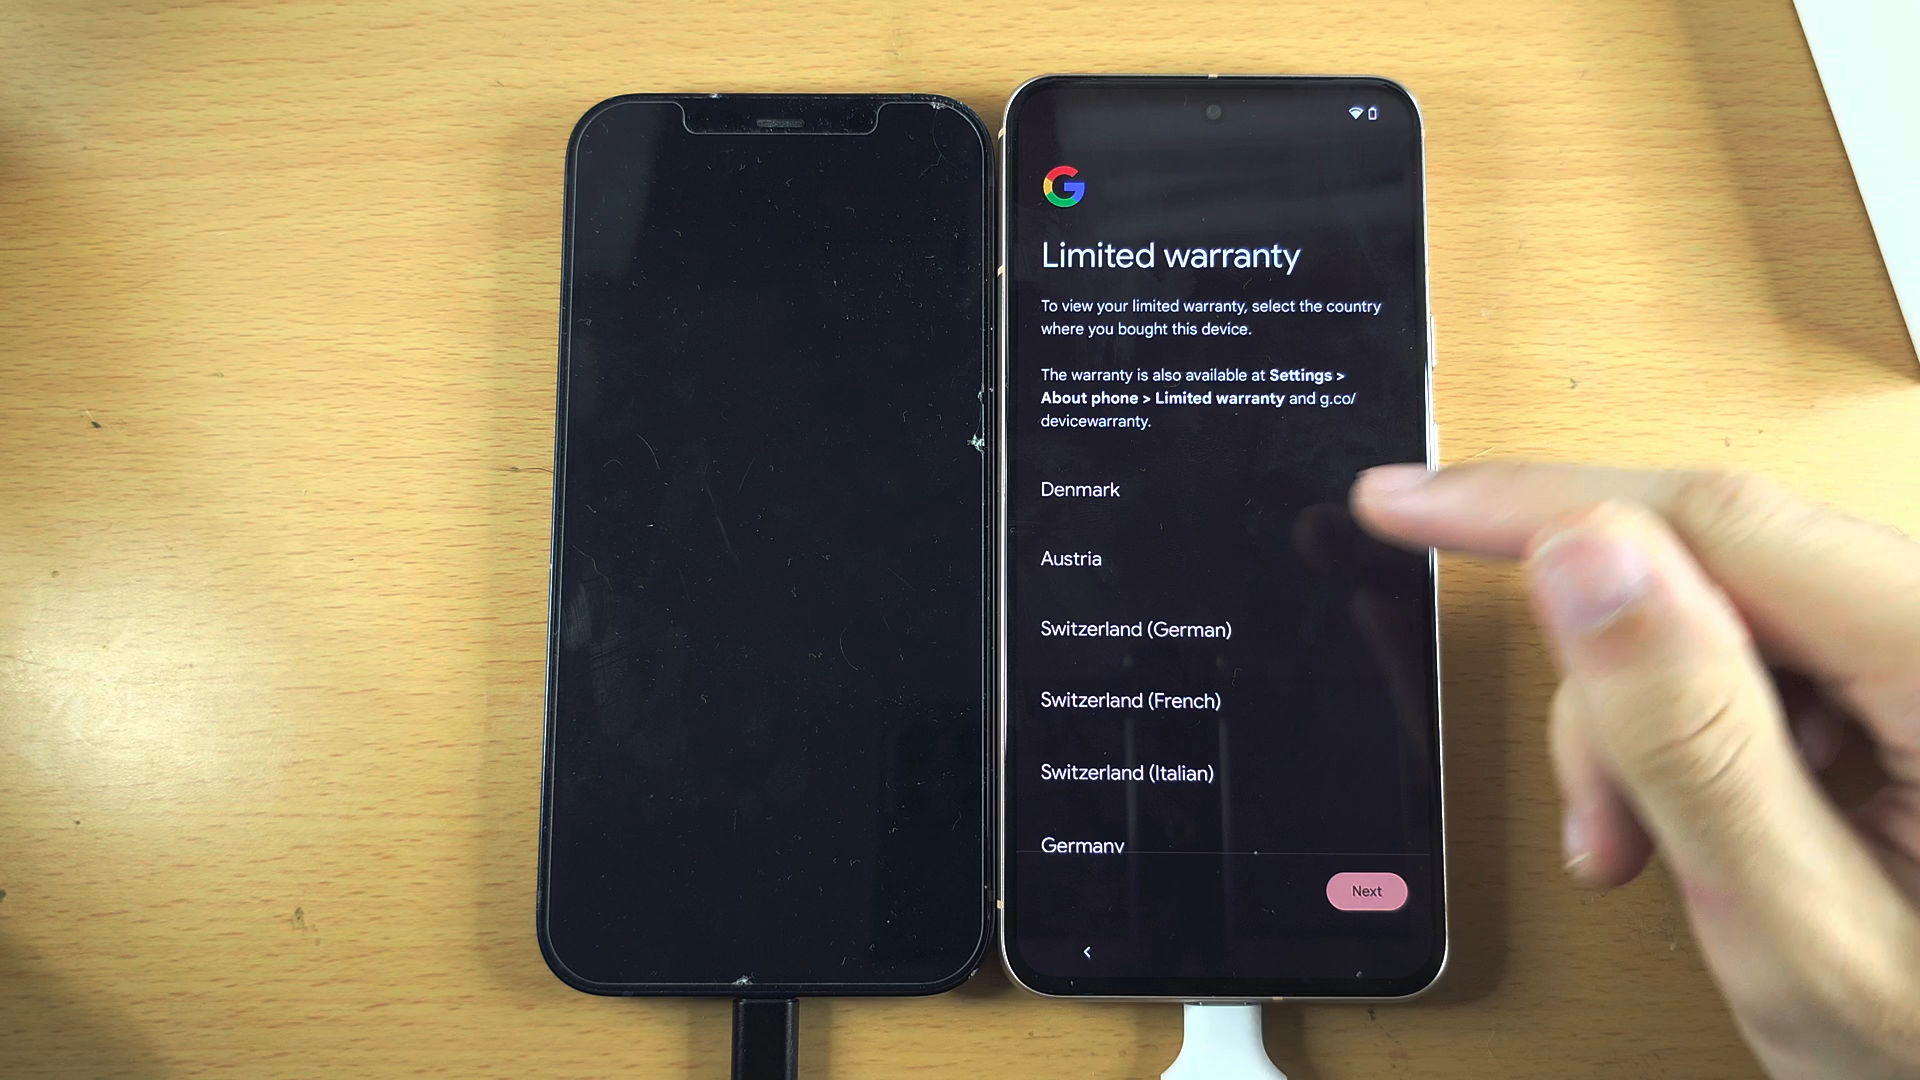 Limited warranty
To view your limited warranty, select the country
where you bought this device.
The warranty is also available at Settings >
About phone > Limited warranty and g.co/
devicewarranty.
Denmark
Austria
Switzerland (German)
Switzerland (French)
Switzerland (Italian)
Germany
Next